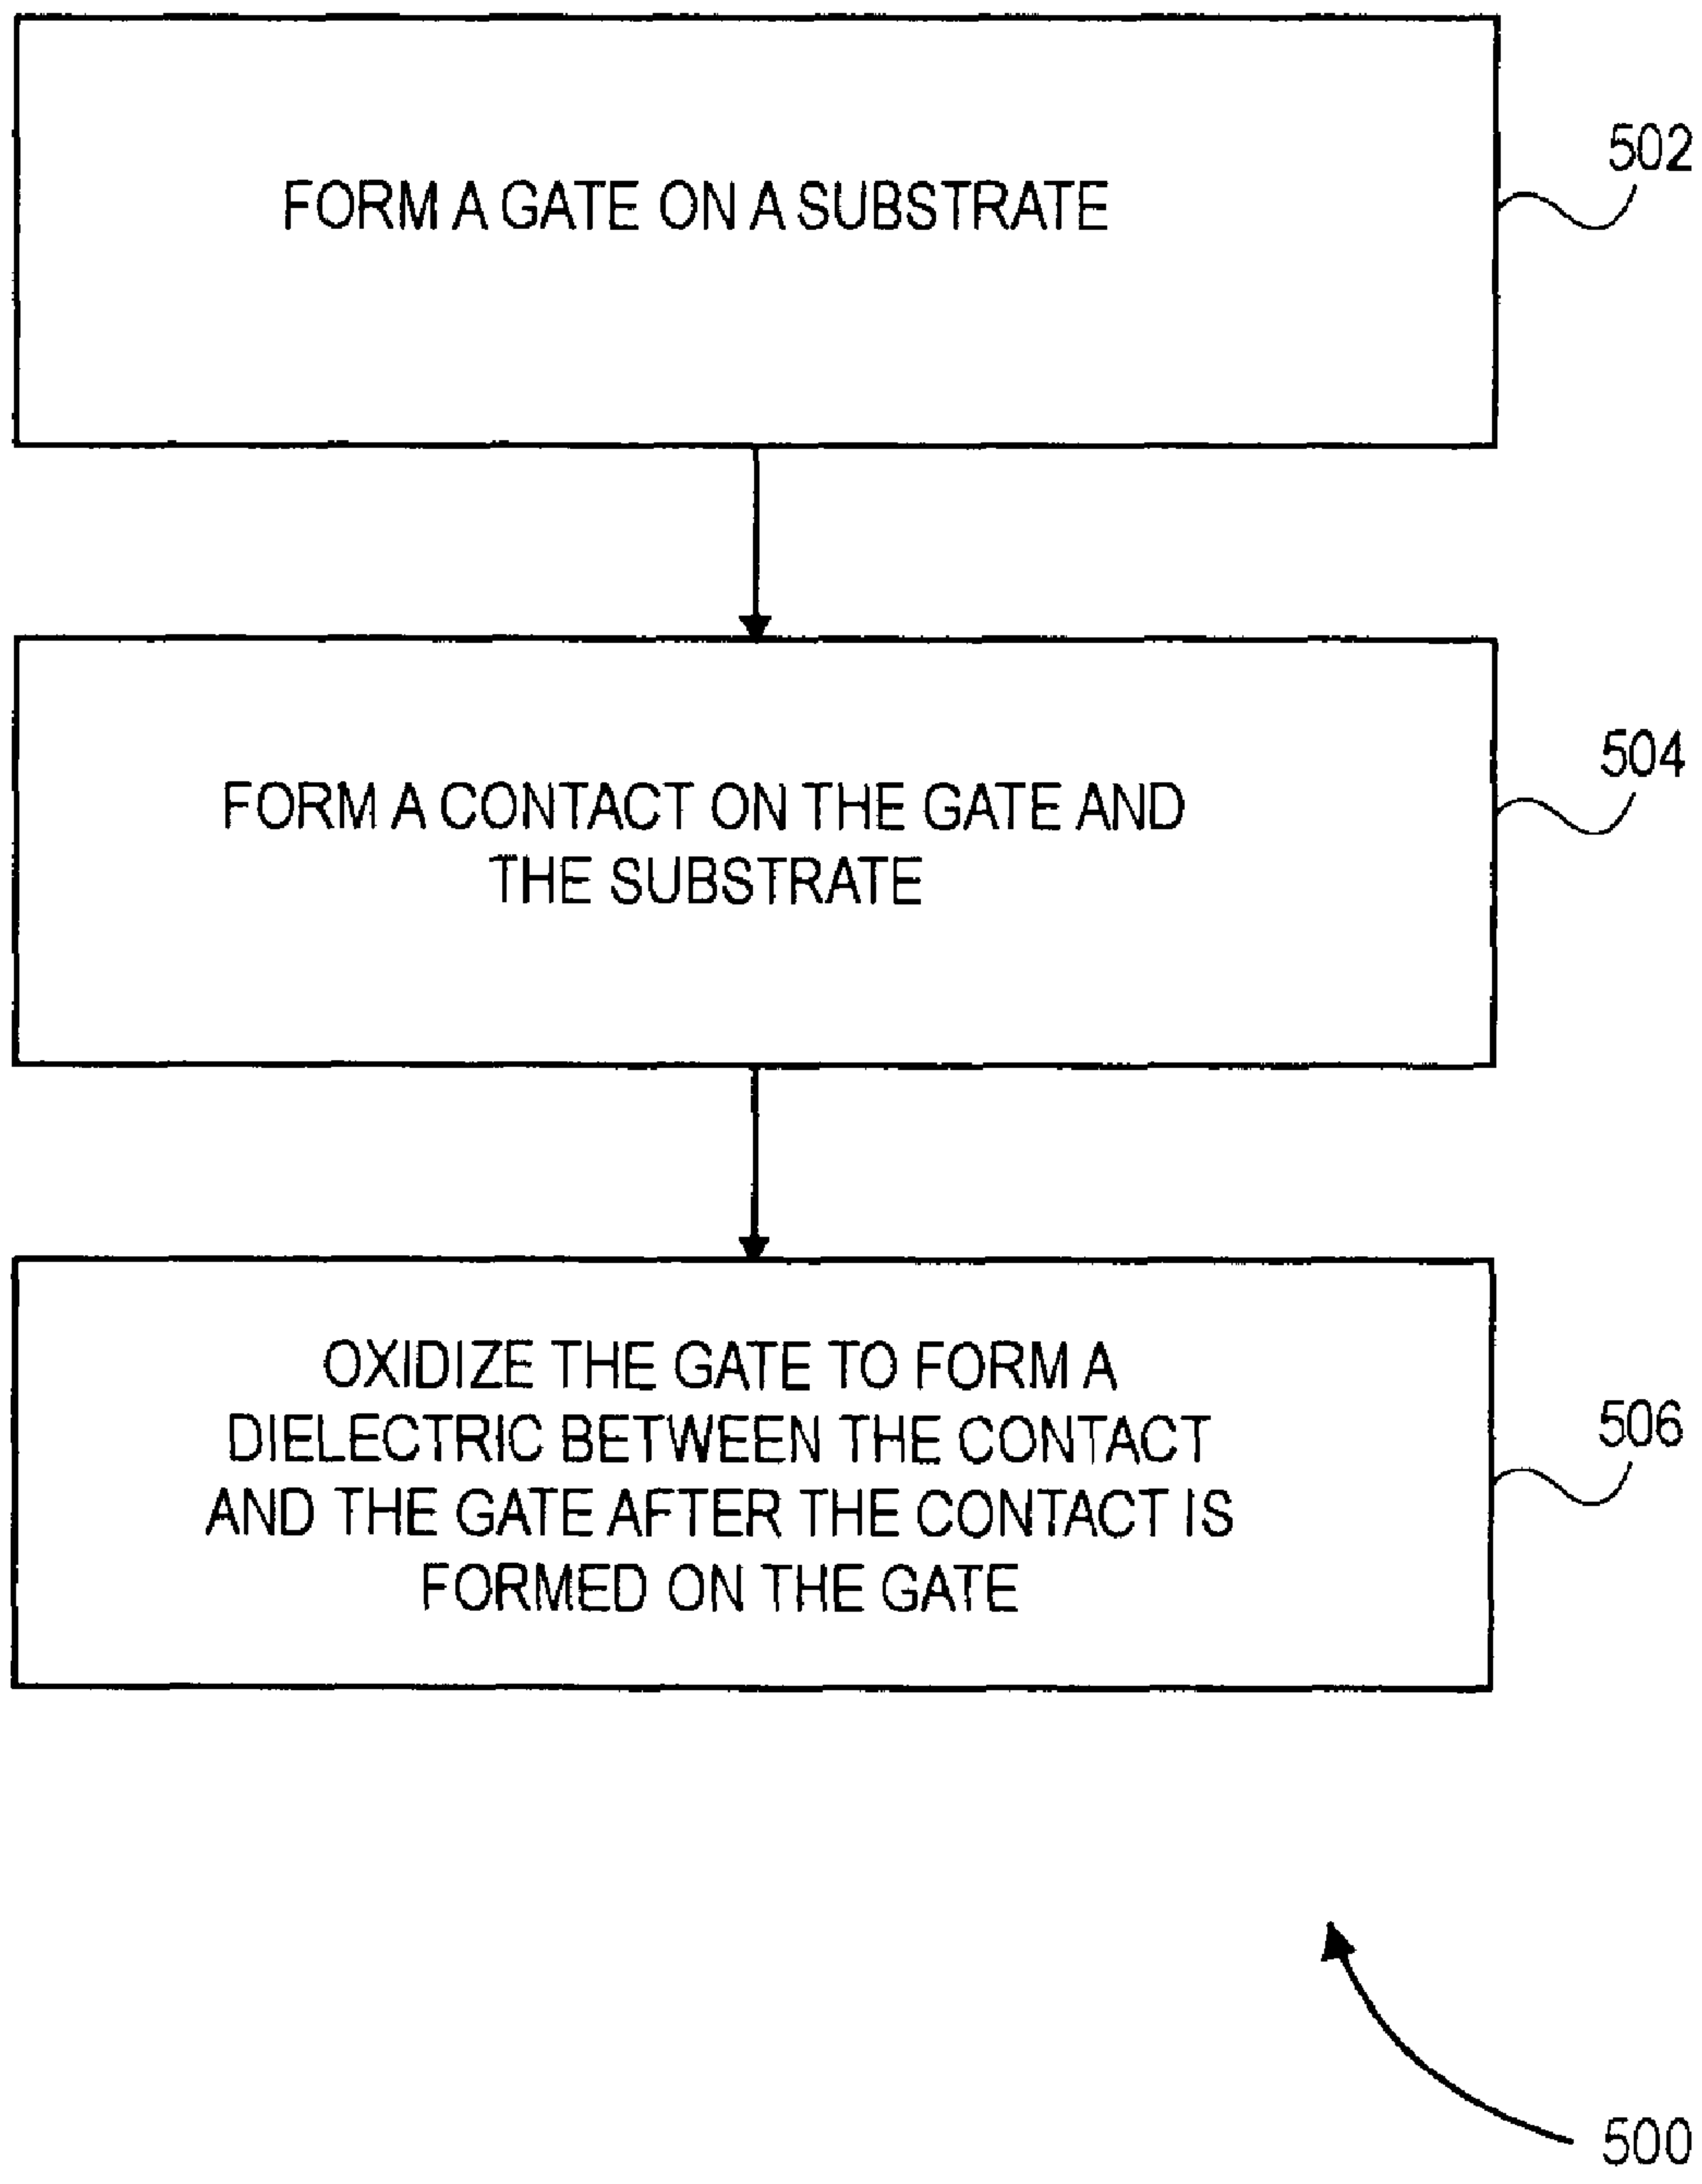 FORM A GATE ON A SUBSTRATE
502
FORM A CONTACT ON THE GATE AND
THE SUBSTRATE
504
OXIDIZE THE GATE TO FORM A
DIELECTRIC BETWEEN THE CONTACT
AND THE GATE AFTER THE CONTACT IS
FORMED ON THE GATE
506
500